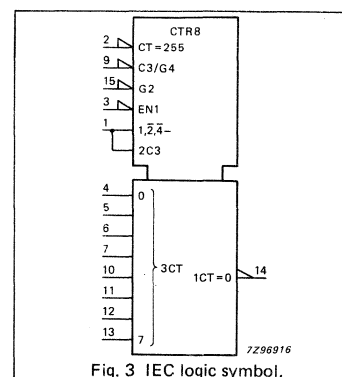 CTR8
2 CT=255
9 C3/G4
15 G2
3 EN1
1 1,2̅,4̅-
2C3
4 0
5
6
7 3CT
10 1CT=0 14
11
12
13 7
7Z96916
Fig. 3 IEC logic symbol.